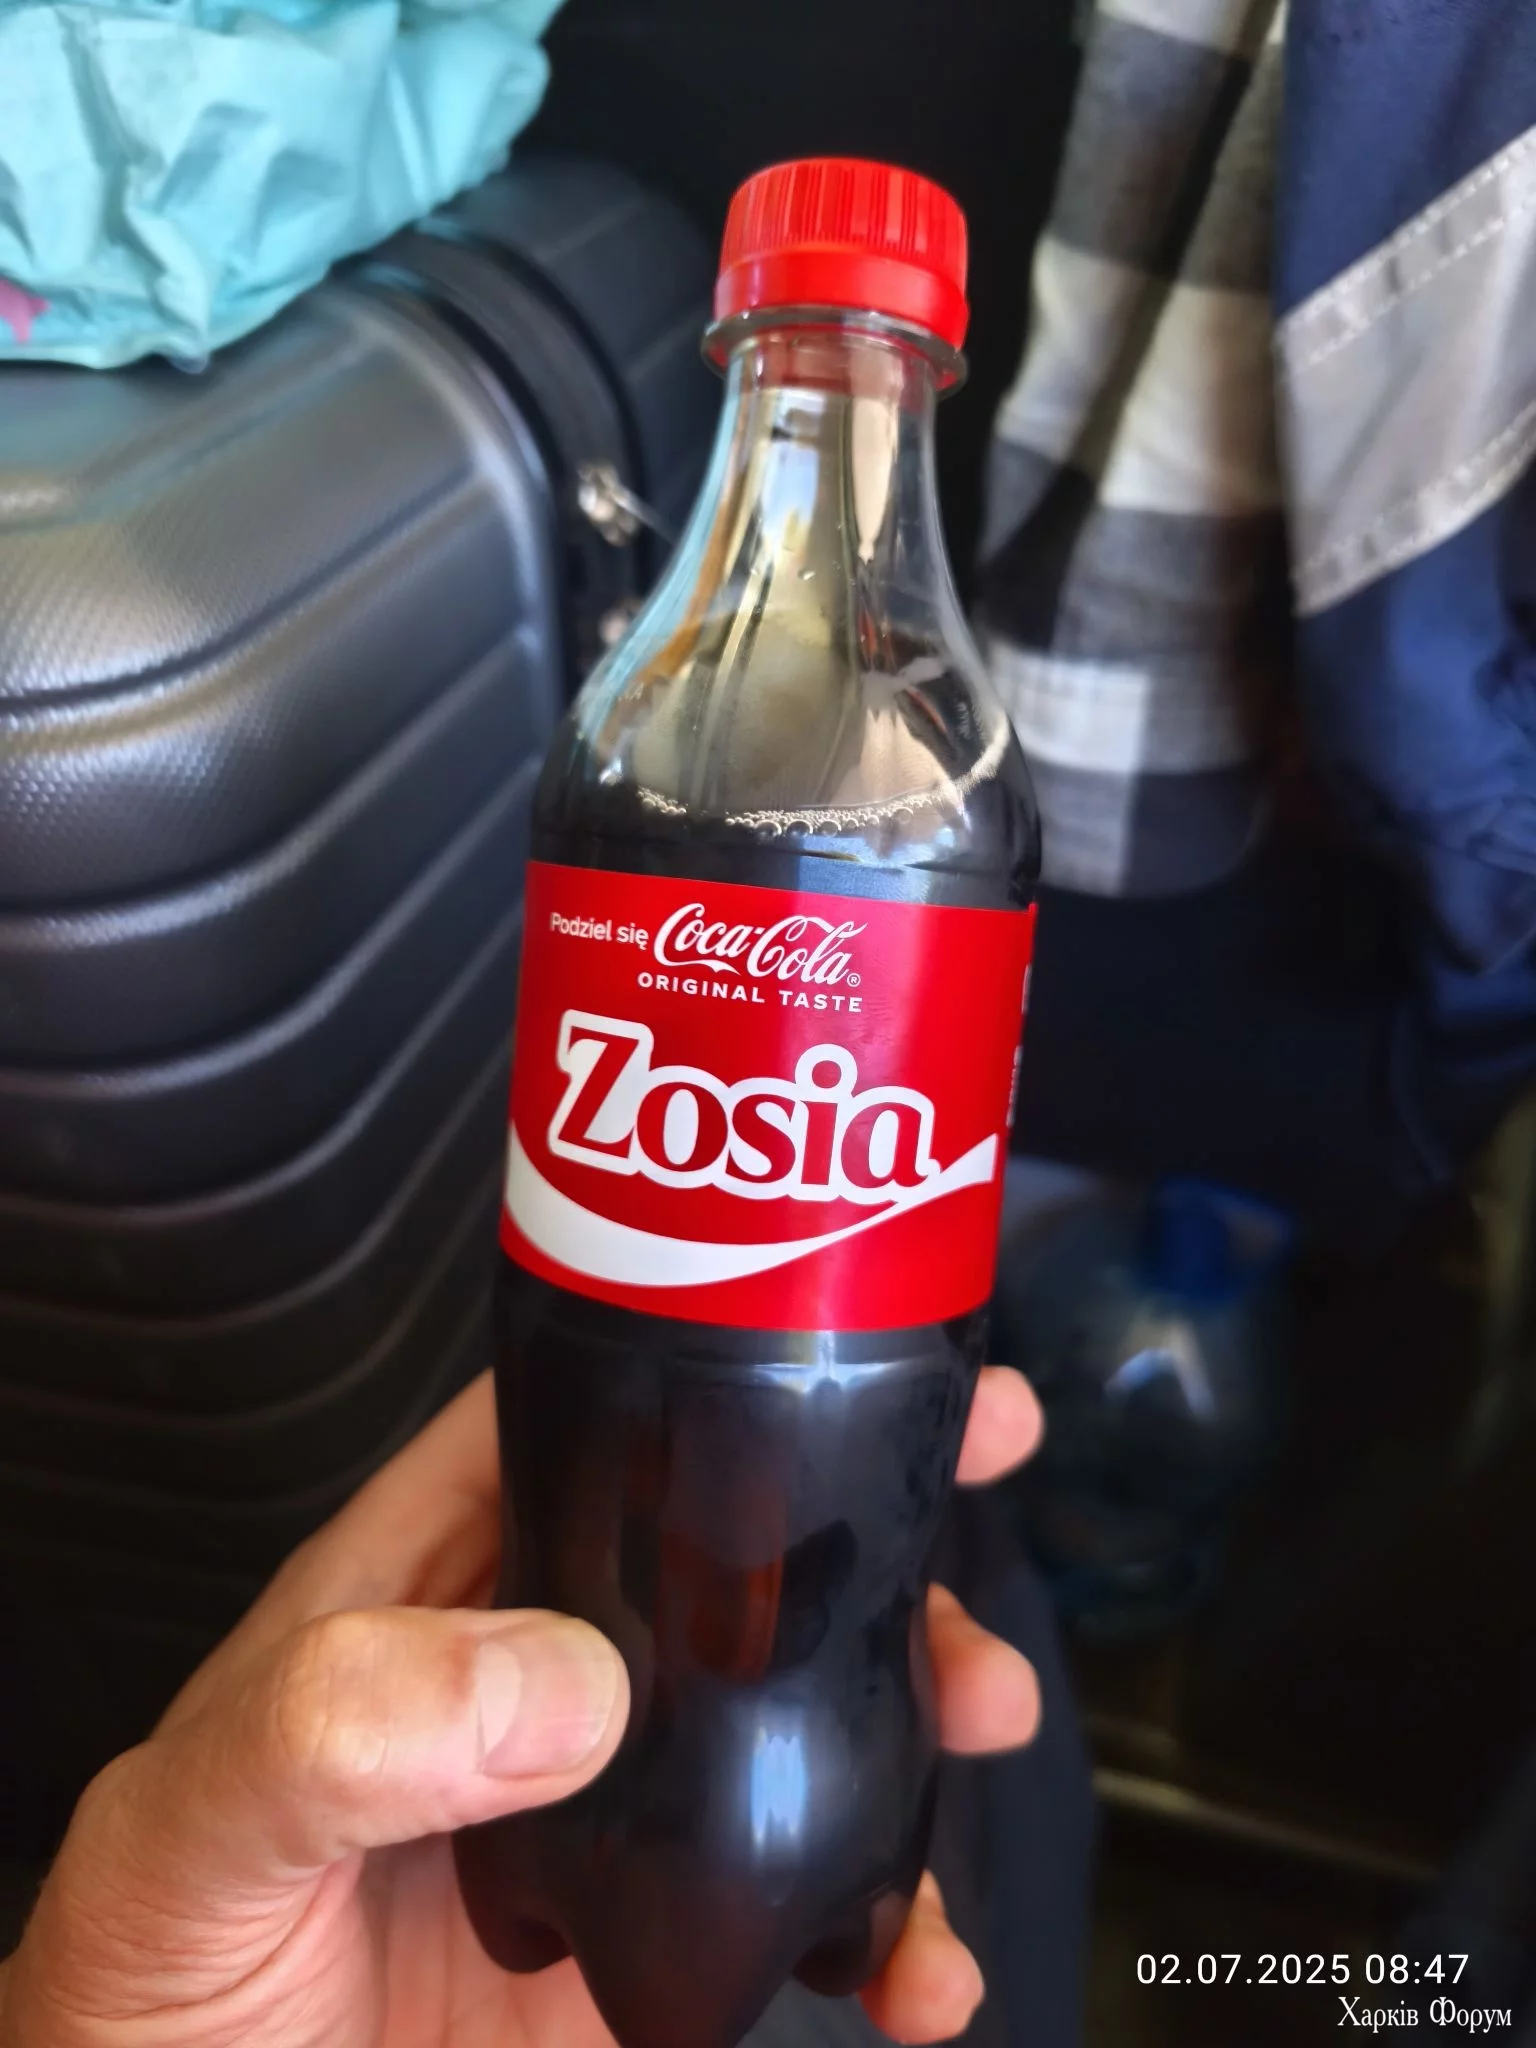 Podziel się Coca-Cola®
ORIGINAL TASTE
Zosia
02.07.2025 08:47
Харків Форум